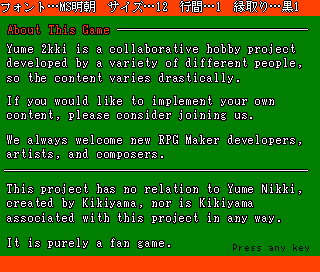 フォント…MS明朝　サイズ…12　行間…1　縁取り…黒1
About This Game
Yume 2kki is a collaborative hobby project
developed by a variety of different people,
so the content varies drastically.
If you would like to implement your own
content, please consider joining us.
We always welcome new RPG Maker developers,
artists, and composers.
This project has no relation to Yume Nikki,
created by Kikiyama, nor is Kikiyama
associated with this project in any way.
It is purely a fan game.
Press any key